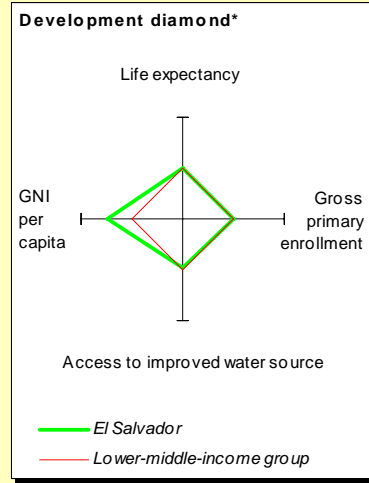 Development diamond*
Life expectancy
GNI
per
capita
Gross
primary
enrollment
Access to improved water source
El Salvador
Lower-middle-income group